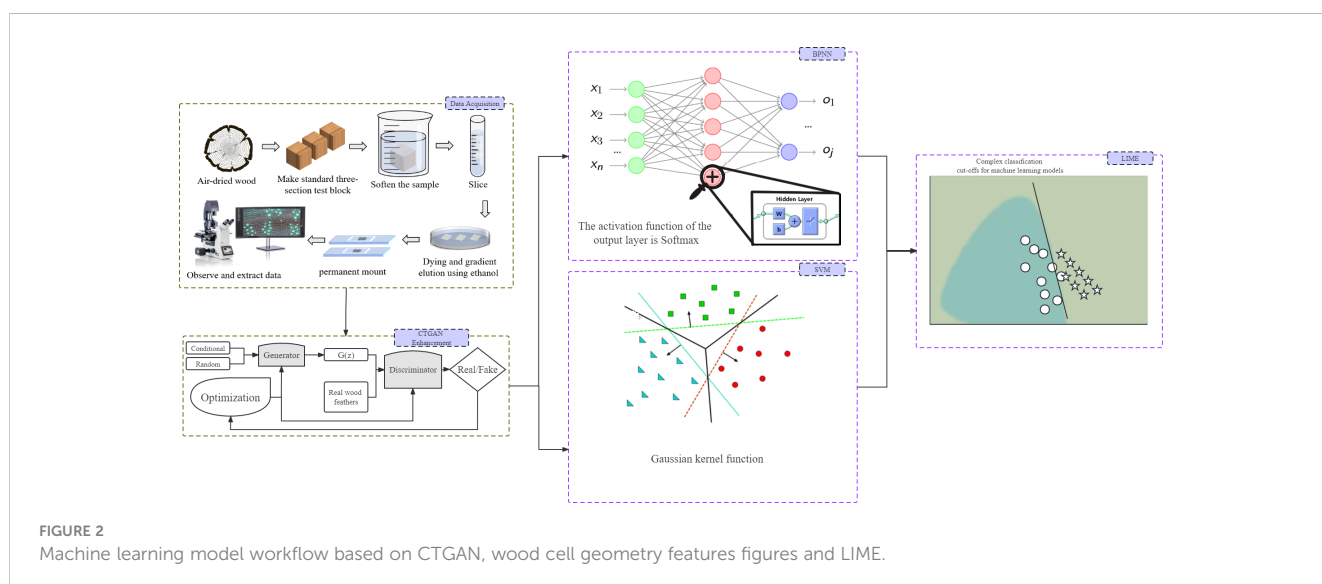 Data Acquisition
Air-dried wood
Make standard three-
section test block
Soften the sample
Slice
Observe and extract data
permanent mount
Dying and gradient
elution using ethanol
CTGAN
Enhancement
Conditional
Random
Generator
G(z)
Discriminator
Real/Fake
Optimization
Real wood
feathers
BPNN
x1
x2
x3
...
xn
o1
...
oj
Hidden Layer
W
b
The activation function of the
output layer is Softmax
SVM
Gaussian kernel function
LIME
Complex classification
cut-offs for machine learning models
FIGURE 2
Machine learning model workflow based on CTGAN, wood cell geometry features figures and LIME.